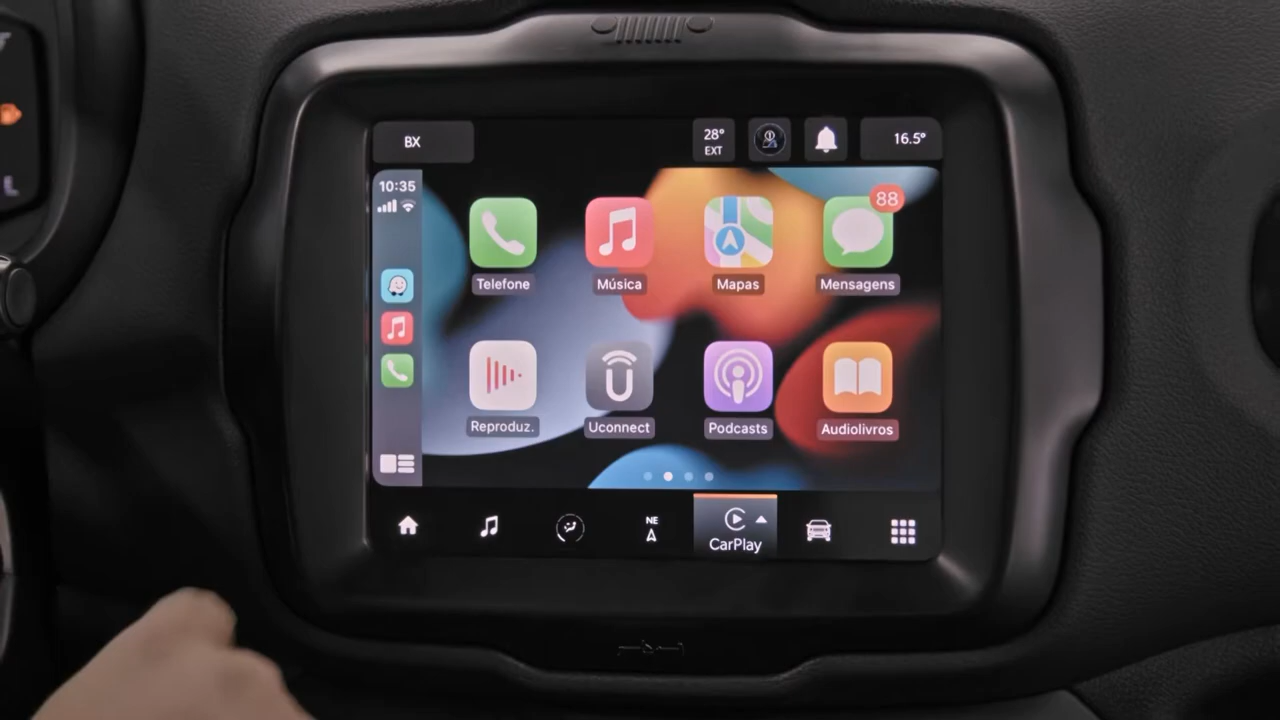 BX
28°
EXT
16.5°
10:35
88
Telefone
Música
Mapas
Mensagens
Reproduz.
Uconnect
Podcasts
Audiolivros
NE
CarPlay